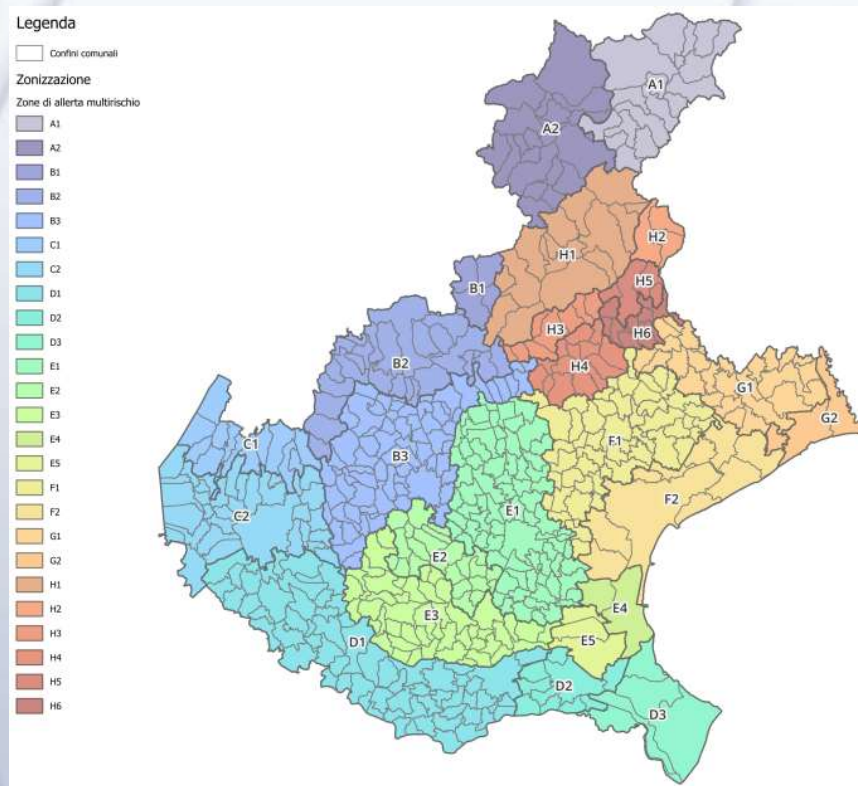 Legenda
Confini comunali
Zonizzazione
Zone di allerta multirischio
A1
A2
B1
B2
B3
C1
C2
D1
D2
D3
E1
E2
E3
E4
E5
F1
F2
G1
G2
H1
H2
H3
H4
H5
H6
A1
A2
H2
H1
H5
B1
H3
H6
H4
B2
G1
G2
F1
C1
B3
F2
E1
C2
E2
E4
E3
D1
E5
D2
D3